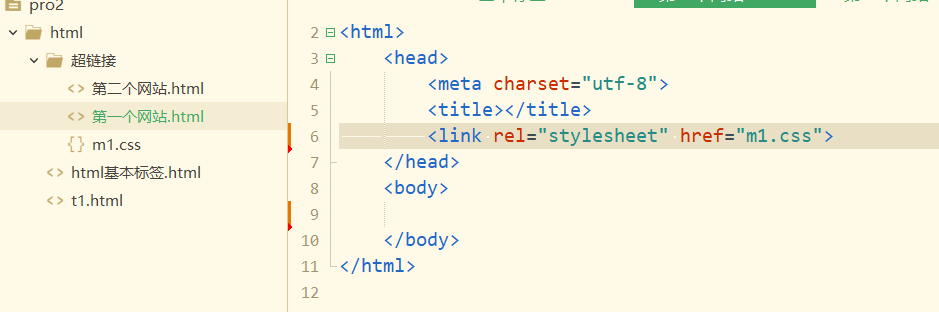 pro2
html
超链接
<> 第二个网站.html
<> 第一个网站.html
{} m1.css
<> html基本标签.html
<> t1.html
2 <html>
3 <head>
4 <meta charset="utf-8">
5 <title></title>
6 <link rel="stylesheet" href="m1.css">
7 </head>
8 <body>
9
10 </body>
11 </html>
12